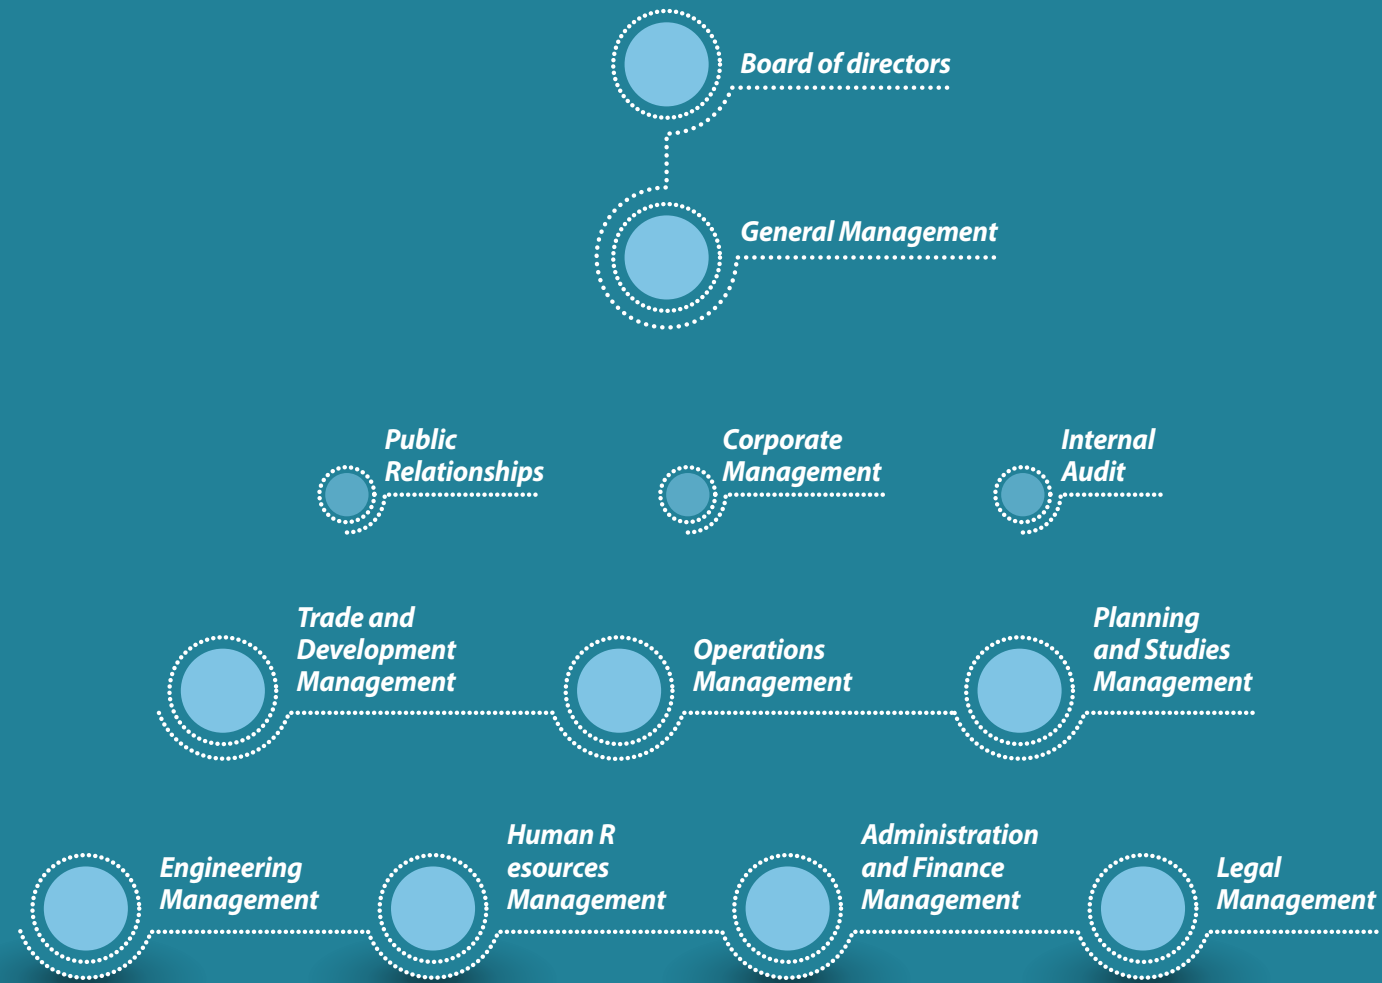 Board of directors
General Management
Public
Relationships
Corporate
Management
Internal
Audit
Trade and
Development
Management
Operations
Management
Planning
and Studies
Management
Engineering
Management
Human R
esources
Management
Administration
and Finance
Management
Legal
Management